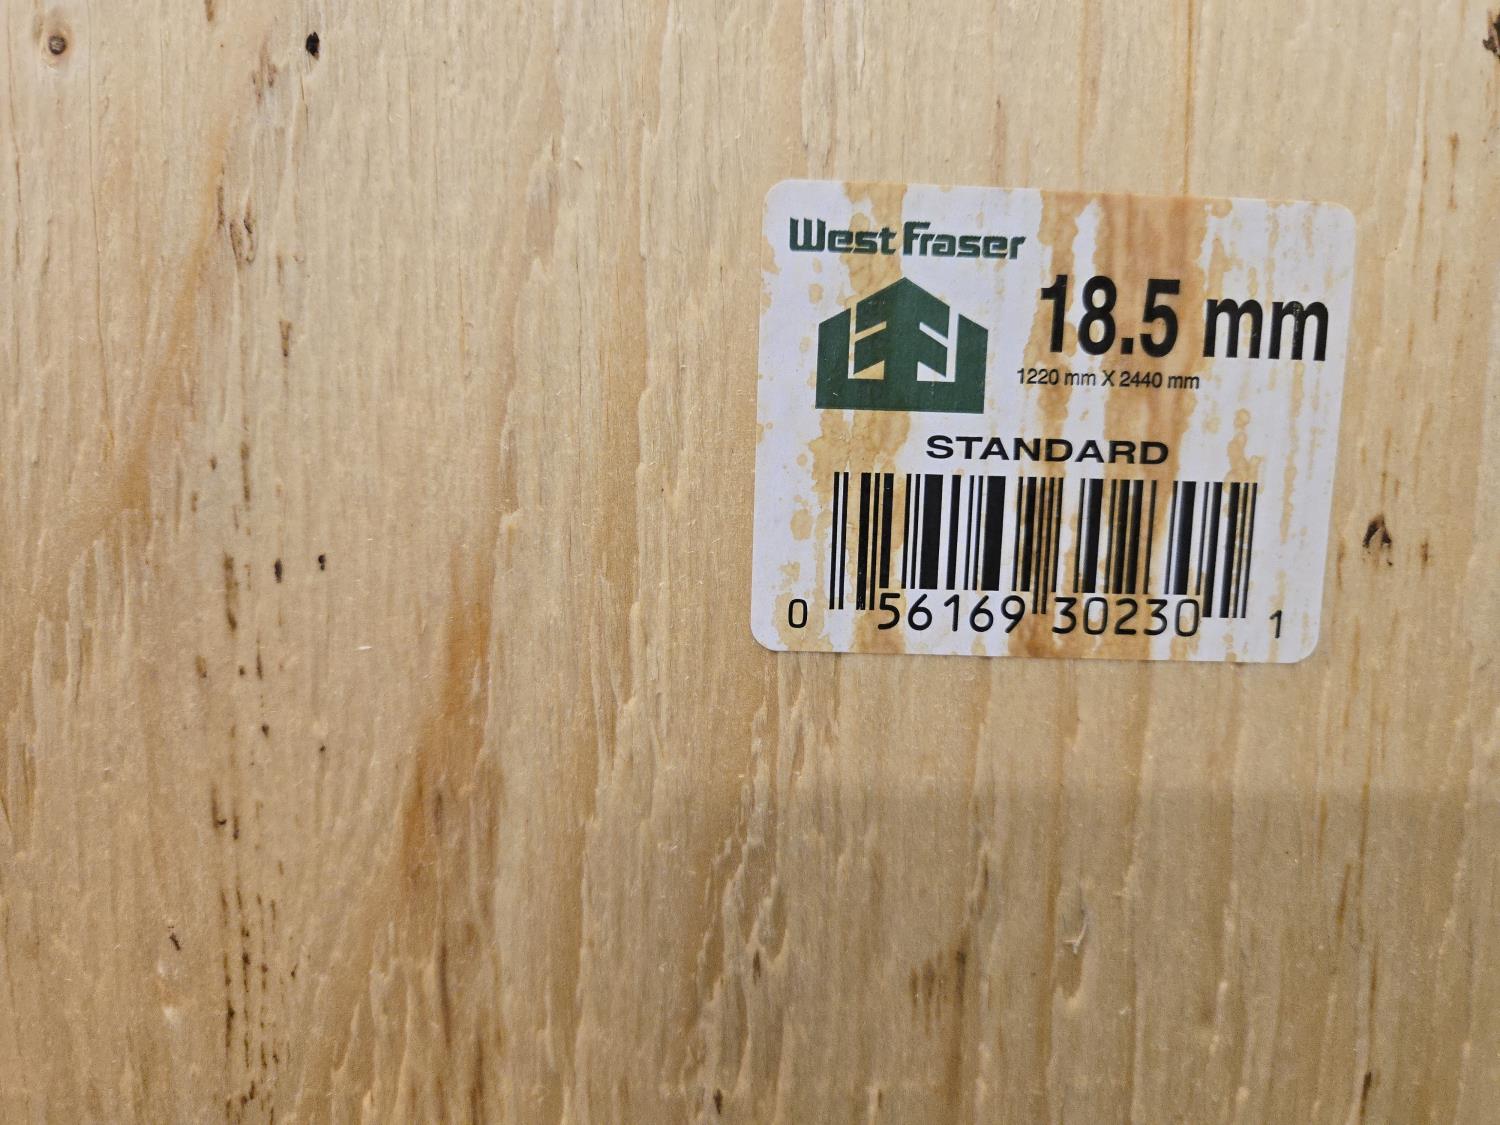 West Fraser
18.5 mm
1220 mm X 2440 mm
STANDARD
0 56169 30230 1